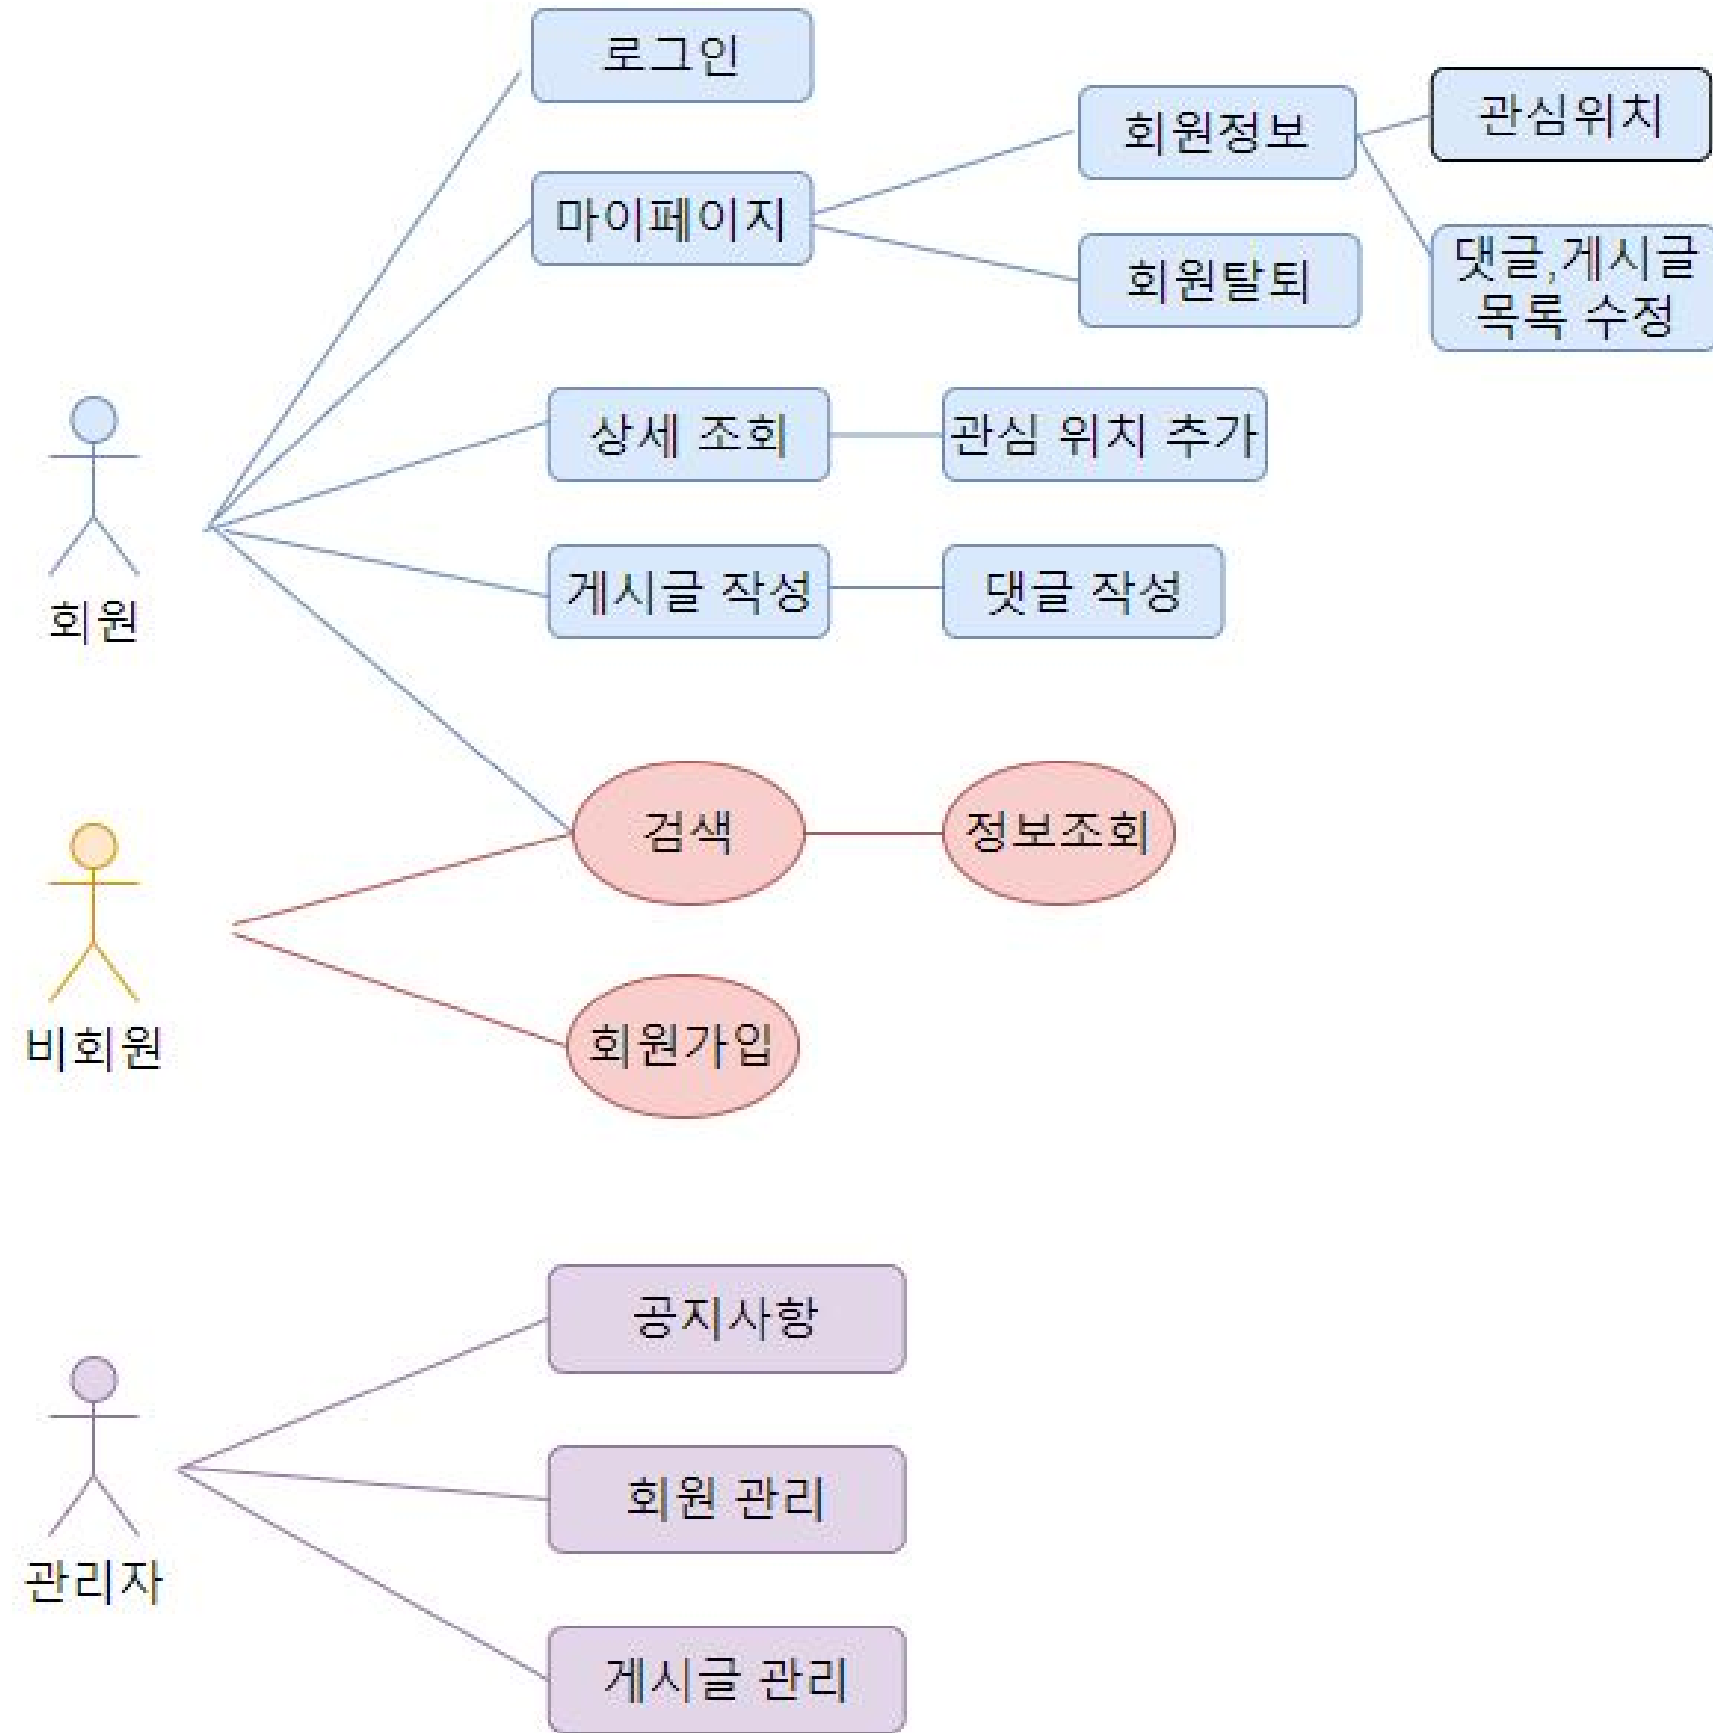 로그인
관심위치
회원정보
마이페이지
댓글,게시글
목록 수정
회원탈퇴
상세 조회
관심 위치 추가
게시글 작성
댓글 작성
회원
검색
정보조회
비회원
회원가입
공지사항
회원 관리
관리자
게시글 관리